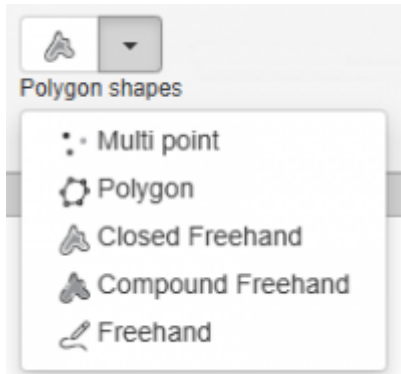 Polygon shapes
Multi point
Polygon
Closed Freehand
Compound Freehand
Freehand